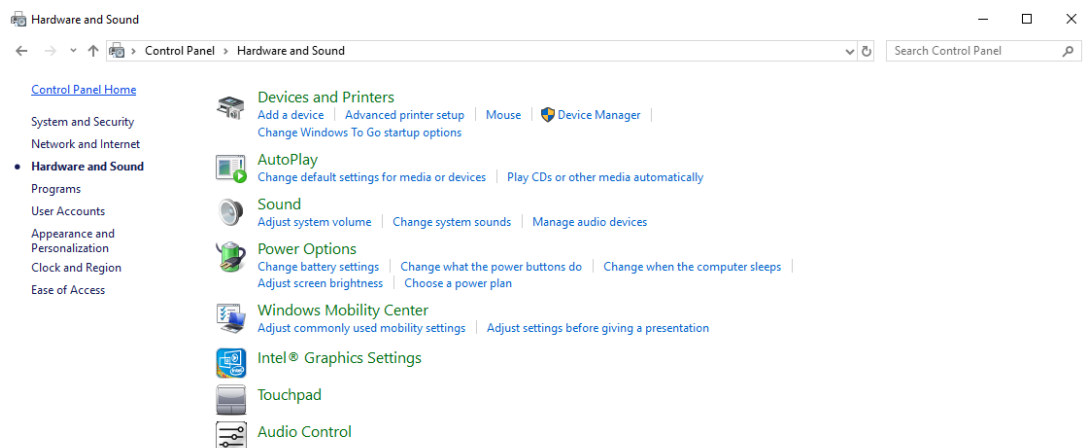 Hardware and Sound
Control Panel > Hardware and Sound
Search Control Panel
Control Panel Home
System and Security
Network and Internet
Hardware and Sound
Programs
User Accounts
Appearance and
Personalization
Clock and Region
Ease of Access
Devices and Printers
Add a device | Advanced printer setup | Mouse | Device Manager |
Change Windows To Go startup options
AutoPlay
Change default settings for media or devices | Play CDs or other media automatically
Sound
Adjust system volume | Change system sounds | Manage audio devices
Power Options
Change battery settings | Change what the power buttons do | Change when the computer sleeps |
Adjust screen brightness | Choose a power plan
Windows Mobility Center
Adjust commonly used mobility settings | Adjust settings before giving a presentation
Intel® Graphics Settings
Touchpad
Audio Control